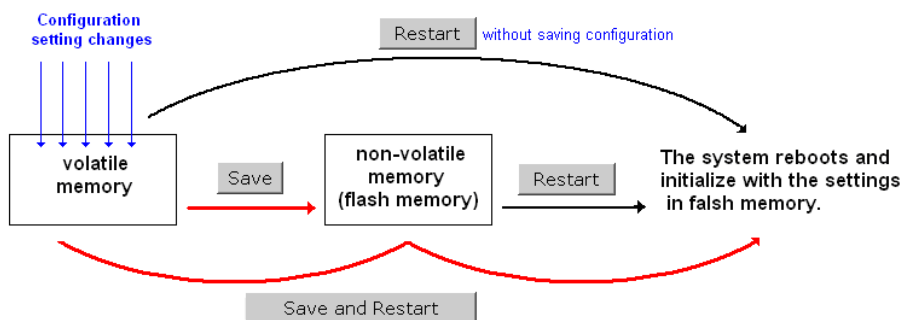 Configuration
setting changes
Restart without saving configuration
volatile
memory
Save
non-volatile
memory
(flash memory)
Restart
The system reboots and
initialize with the settings
in falsh memory.
Save and Restart